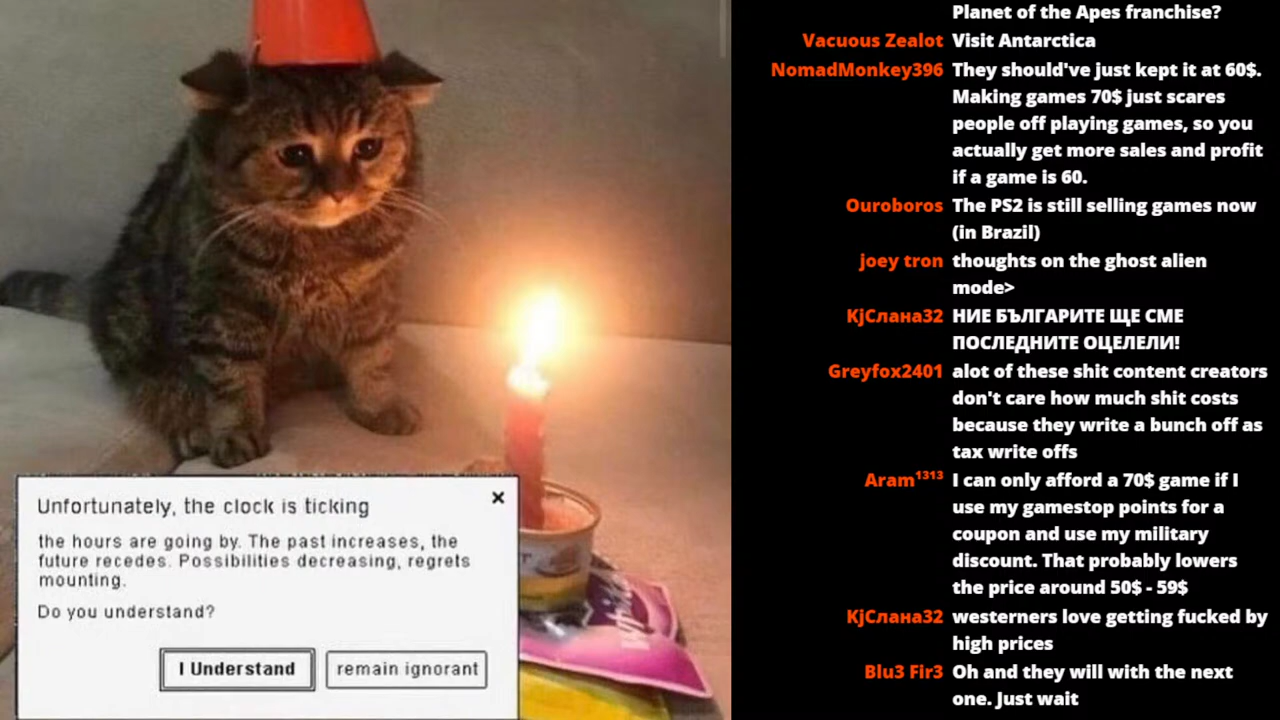 Planet of the Apes franchise?
Vacuous Zealot Visit Antarctica
NomadMonkey396 They should've just kept it at 60$.
Making games 70$ just scares
people off playing games, so you
actually get more sales and profit
if a game is 60.
Ouroboros The PS2 is still selling games now
(in Brazil)
joey tron thoughts on the ghost alien
mode>
KjСлана32 НИЕ БЪЛГАРИТЕ ЩЕ СМЕ
ПОСЛЕДНИТЕ ОЦЕЛЕЛИ!
Greyfox2401 alot of these shit content creators
don't care how much shit costs
because they write a bunch off as
tax write offs
Aram¹³¹³ I can only afford a 70$ game if I
use my gamestop points for a
coupon and use my military
discount. That probably lowers
the price around 50$ - 59$
KjСлана32 westerners love getting fucked by
high prices
Blu3 Fir3 Oh and they will with the next
one. Just wait
Unfortunately, the clock is ticking
the hours are going by. The past increases, the
future recedes. Possibilities decreasing, regrets
mounting.
Do you understand?
I Understand
remain ignorant